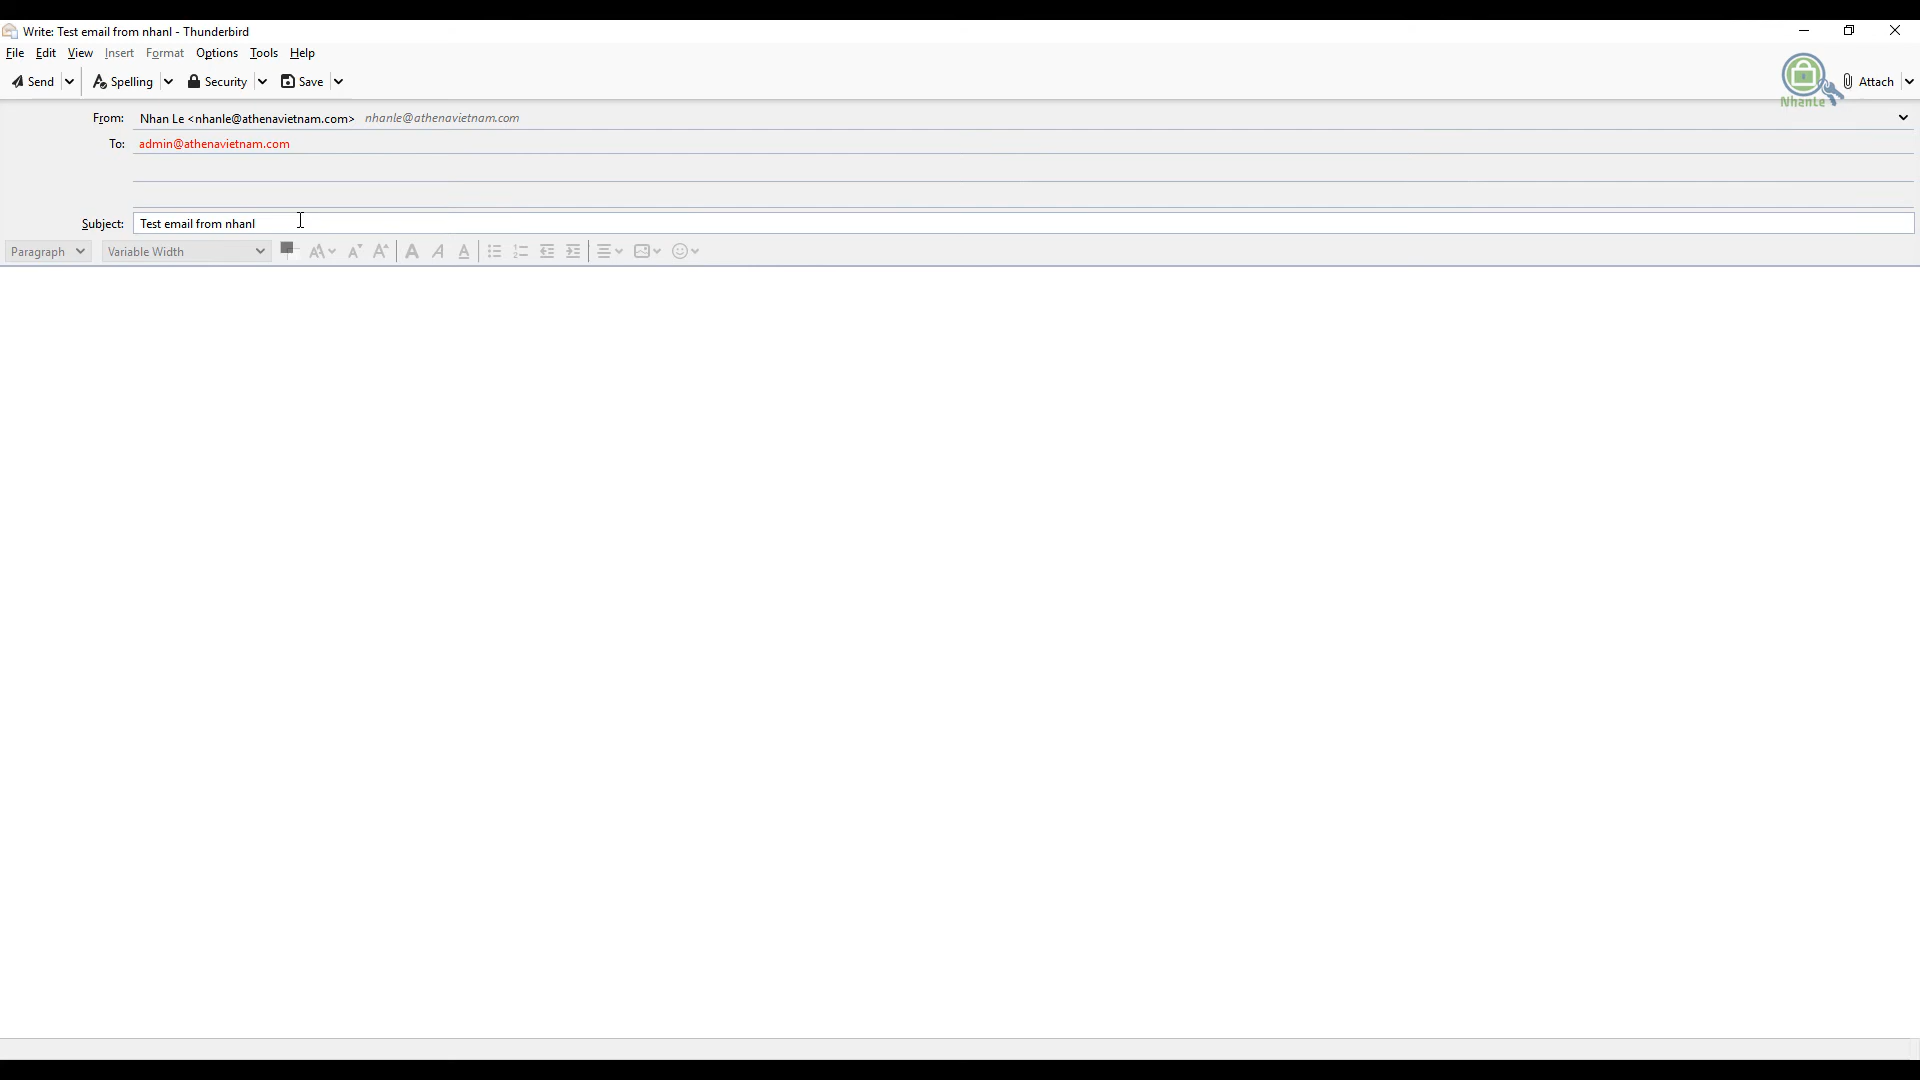 Write: Test email from nhanl - Thunderbird
File Edit View Insert Format Options Tools Help
Send Spelling Security Save Attach
NhanLe
From: Nhan Le <nhanle@athenavietnam.com> nhanle@athenavietnam.com
To: admin@athenavietnam.com
Subject: Test email from nhanl
Paragraph Variable Width